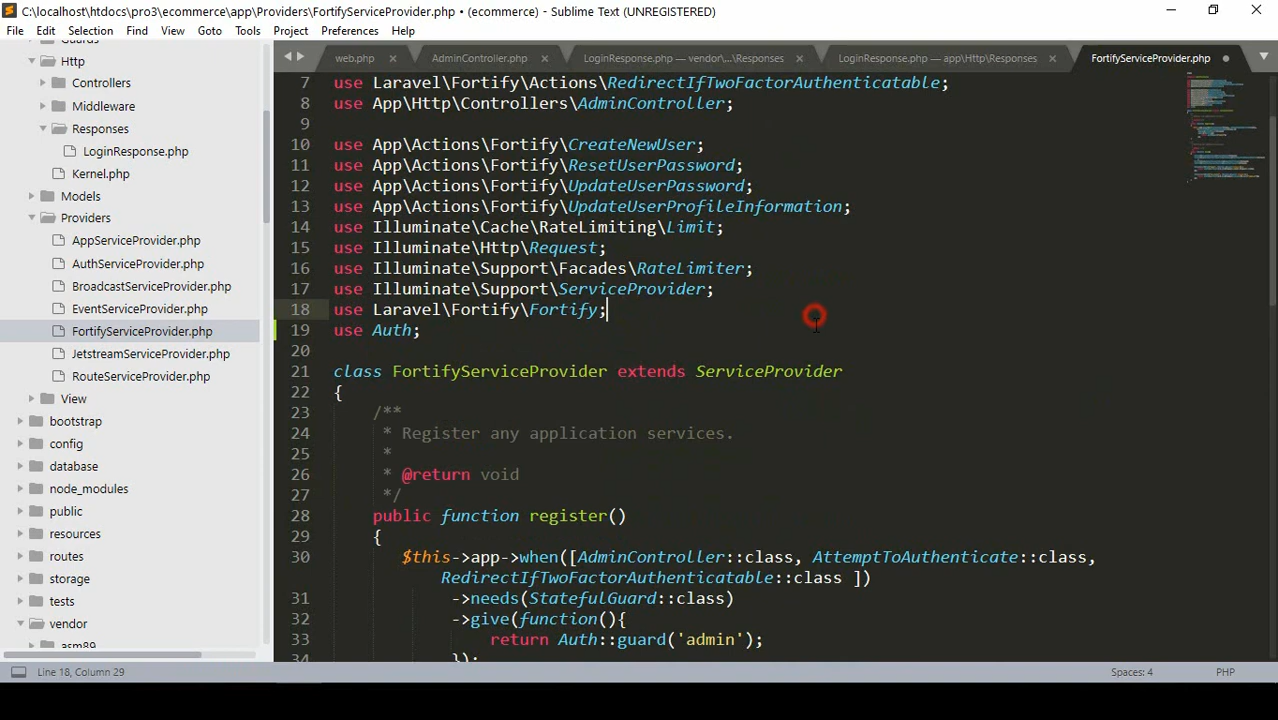 C:\localhost\htdocs\pro3\ecommerce\app\Providers\FortifyServiceProvider.php • (ecommerce) - Sublime Text (UNREGISTERED)
File Edit Selection Find View Goto Tools Project Preferences Help
web.php AdminController.php LoginResponse.php — vendor\...\Responses LoginResponse.php — app\Http\Responses FortifyServiceProvider.php
Http
Controllers
Middleware
Responses
LoginResponse.php
Kernel.php
Models
Providers
AppServiceProvider.php
AuthServiceProvider.php
BroadcastServiceProvider.php
EventServiceProvider.php
FortifyServiceProvider.php
JetstreamServiceProvider.php
RouteServiceProvider.php
View
bootstrap
config
database
node_modules
public
resources
routes
storage
tests
vendor
asm89
7 use Laravel\Fortify\Actions\RedirectIfTwoFactorAuthenticatable;
8 use App\Http\Controllers\AdminController;
9
10 use App\Actions\Fortify\CreateNewUser;
11 use App\Actions\Fortify\ResetUserPassword;
12 use App\Actions\Fortify\UpdateUserPassword;
13 use App\Actions\Fortify\UpdateUserProfileInformation;
14 use Illuminate\Cache\RateLimiting\Limit;
15 use Illuminate\Http\Request;
16 use Illuminate\Support\Facades\RateLimiter;
17 use Illuminate\Support\ServiceProvider;
18 use Laravel\Fortify\Fortify;
19 use Auth;
20
21 class FortifyServiceProvider extends ServiceProvider
22 {
23 /**
24 * Register any application services.
25 *
26 * @return void
27 */
28 public function register()
29 {
30 $this->app->when([AdminController::class, AttemptToAuthenticate::class,
RedirectIfTwoFactorAuthenticatable::class ])
31 ->needs(StatefulGuard::class)
32 ->give(function(){
33 return Auth::guard('admin');
34 });
Line 18, Column 29 Spaces: 4 PHP